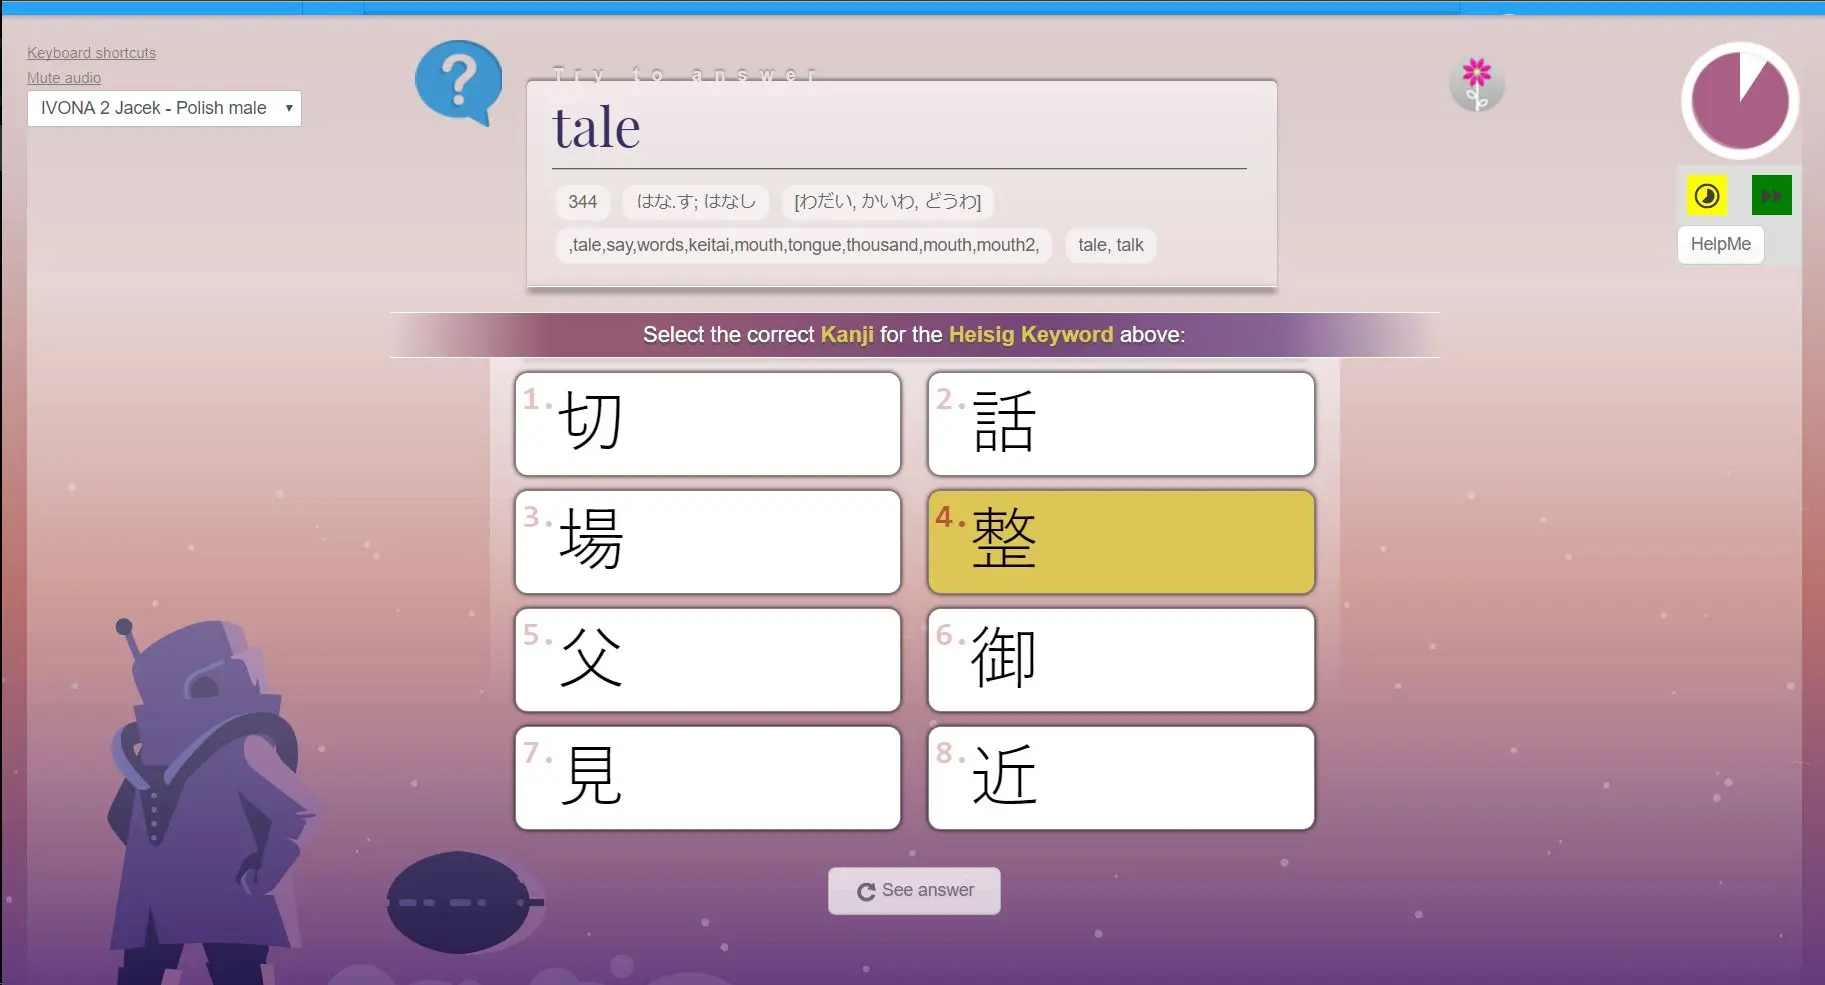 Keyboard shortcuts
Mute audio
IVONA 2 Jacek - Polish male
Try to answer
tale
344 はな.す; はなし [わだい, かいわ, どうわ]
,tale,say,words,keitai,mouth,tongue,thousand,mouth,mouth2, tale, talk
HelpMe
Select the correct Kanji for the Heisig Keyword above:
1. 切
2. 話
3. 場
4. 整
5. 父
6. 御
7. 見
8. 近
See answer